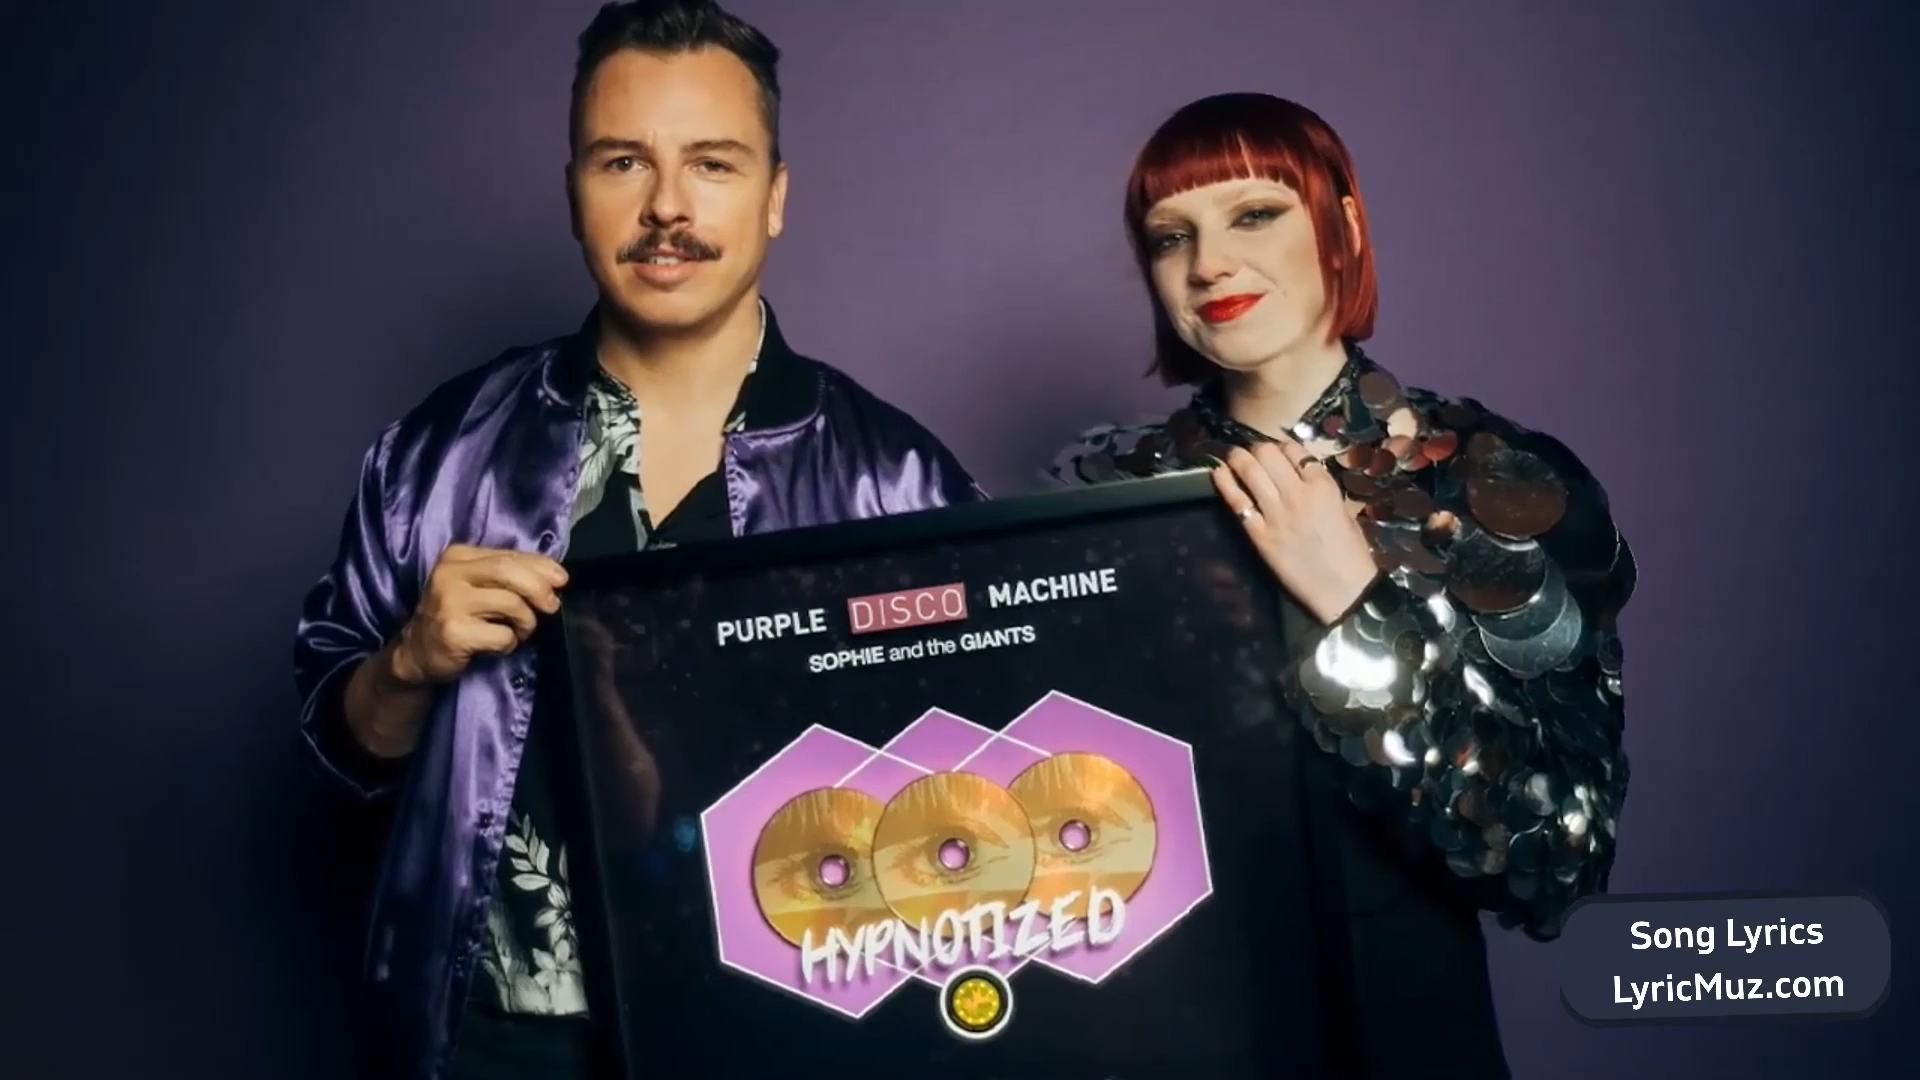 PURPLE DISCO MACHINE
SOPHIE and the GIANTS
HYPNOTIZED
Song Lyrics
LyricMuz.com